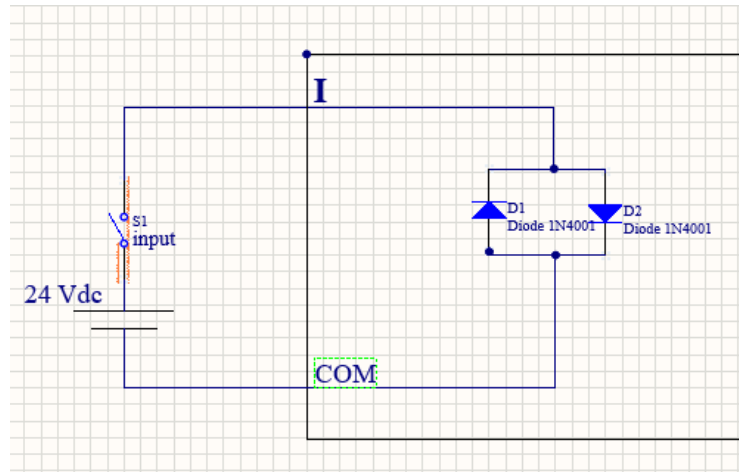 I
S1
input
24 Vdc
D1
Diode 1N4001
D2
Diode 1N4001
COM